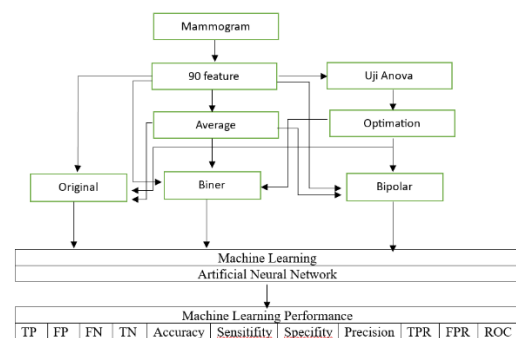 Mammogram
90 feature
Uji Anova
Average
Optimation
Original
Biner
Bipolar
Machine Learning
Artificial Neural Network
Machine Learning Performance
TP FP FN TN Accuracy Sensitifity Specifity Precision TPR FPR ROC